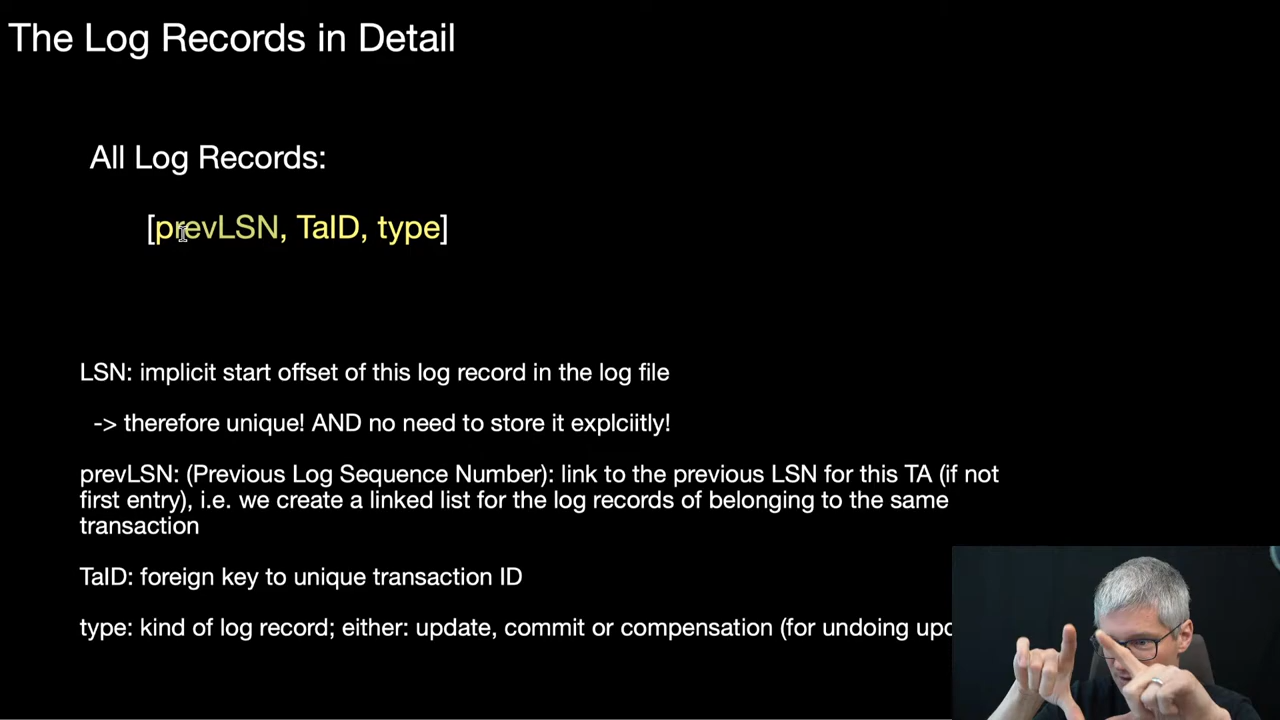 The Log Records in Detail
All Log Records:
[prevLSN, TaID, type]
LSN: implicit start offset of this log record in the log file
-> therefore unique! AND no need to store it explciitly!
prevLSN: (Previous Log Sequence Number): link to the previous LSN for this TA (if not
first entry), i.e. we create a linked list for the log records of belonging to the same
transaction
TaID: foreign key to unique transaction ID
type: kind of log record; either: update, commit or compensation (for undoing